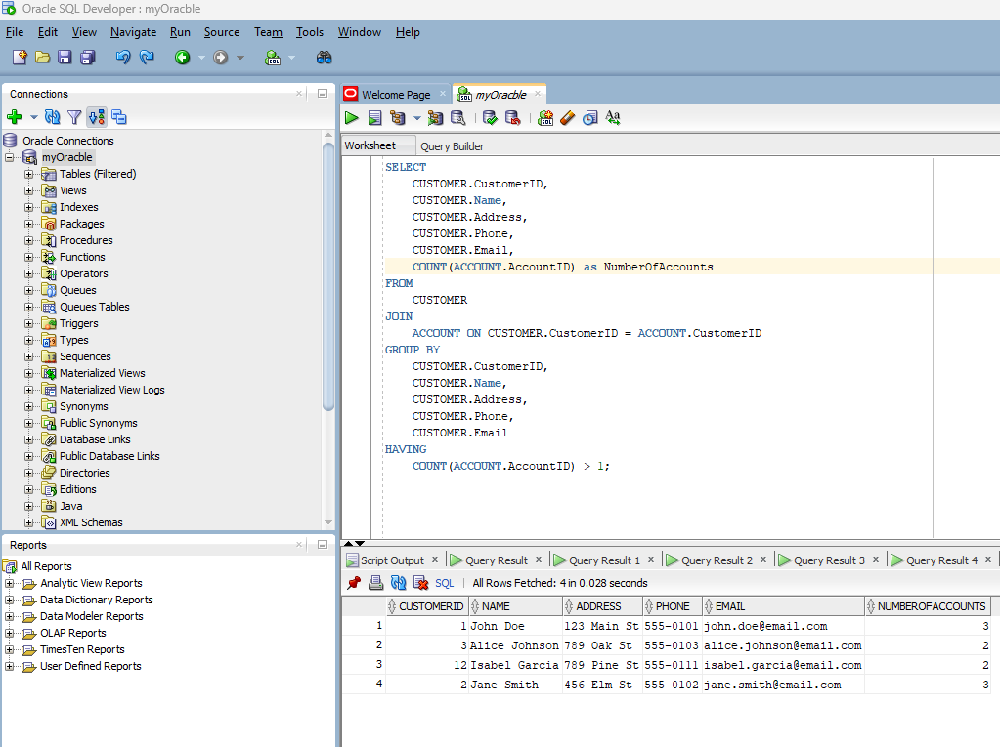 Oracle SQL Developer : myOracble
File Edit View Navigate Run Source Team Tools Window Help
Connections
Oracle Connections
myOracble
Tables (Filtered)
Views
Indexes
Packages
Procedures
Functions
Operators
Queues
Queues Tables
Triggers
Types
Sequences
Materialized Views
Materialized View Logs
Synonyms
Public Synonyms
Database Links
Public Database Links
Directories
Editions
Java
XML Schemas
Reports
All Reports
Analytic View Reports
Data Dictionary Reports
Data Modeler Reports
OLAP Reports
TimesTen Reports
User Defined Reports
Welcome Page myOracble
Worksheet Query Builder
SELECT
CUSTOMER.CustomerID,
CUSTOMER.Name,
CUSTOMER.Address,
CUSTOMER.Phone,
CUSTOMER.Email,
COUNT(ACCOUNT.AccountID) as NumberOfAccounts
FROM
CUSTOMER
JOIN
ACCOUNT ON CUSTOMER.CustomerID = ACCOUNT.CustomerID
GROUP BY
CUSTOMER.CustomerID,
CUSTOMER.Name,
CUSTOMER.Address,
CUSTOMER.Phone,
CUSTOMER.Email
HAVING
COUNT(ACCOUNT.AccountID) > 1;
Script Output x Query Result x Query Result 1 x Query Result 2 x Query Result 3 x Query Result 4 x
SQL All Rows Fetched: 4 in 0.028 seconds
CUSTOMERID NAME ADDRESS PHONE EMAIL NUMBEROFACCOUNTS
1 1 John Doe 123 Main St 555-0101 john.doe@email.com 3
2 3 Alice Johnson 789 Oak St 555-0103 alice.johnson@email.com 2
3 12 Isabel Garcia 789 Pine St 555-0111 isabel.garcia@email.com 2
4 2 Jane Smith 456 Elm St 555-0102 jane.smith@email.com 3